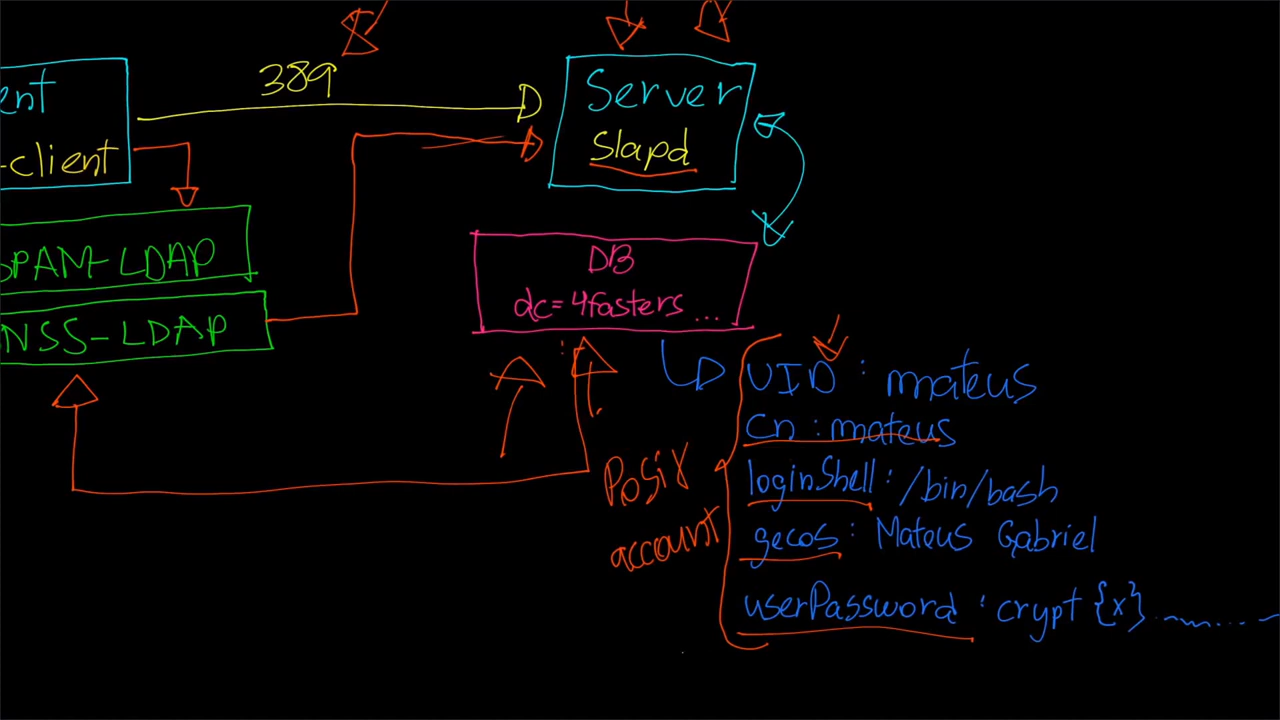 389
ent
-client
Server
slapd
PAM-LDAP
NSS-LDAP
DB
dc=4fasters ...
UID : mateus
cn : mateus
loginShell : /bin/bash
gecos : Mateus Gabriel
userPassword : crypt {x} ......
Posix
account